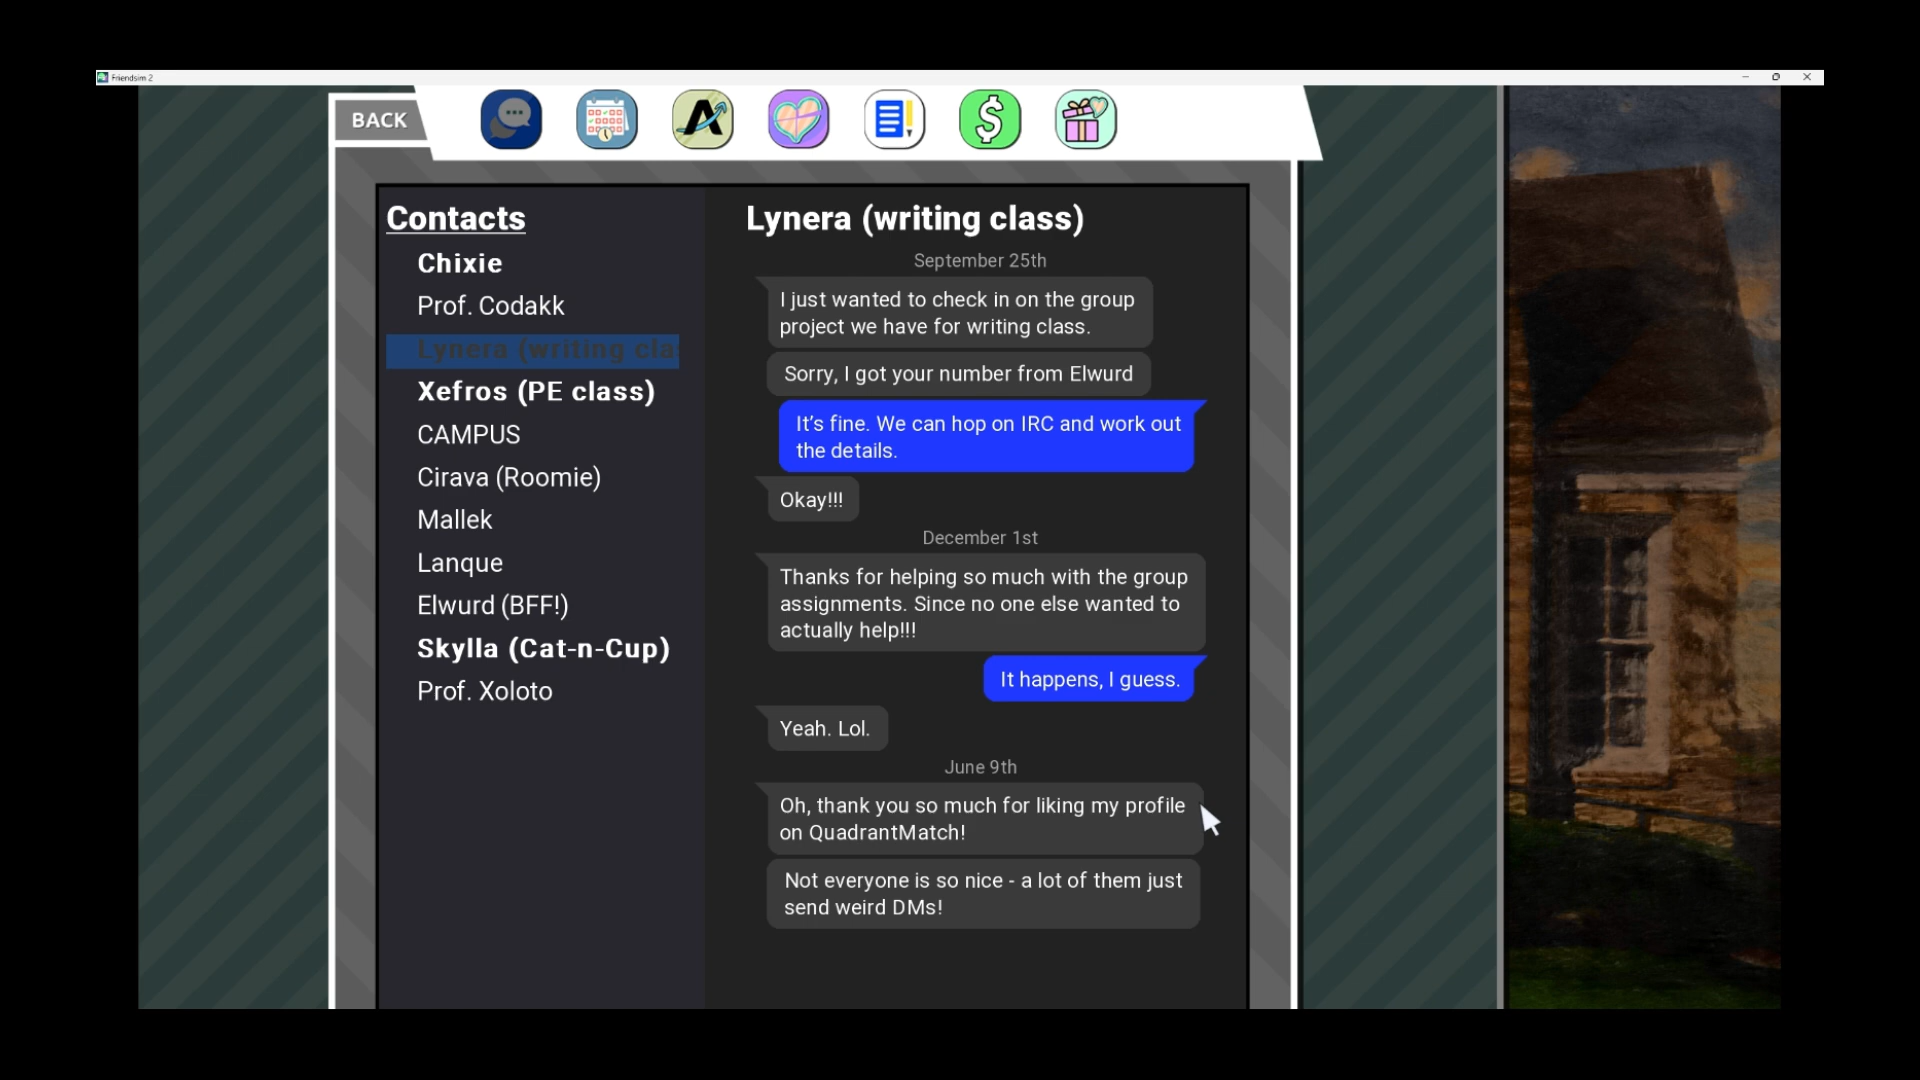 Friendsim 2
BACK
Contacts
Chixie
Prof. Codakk
Lynera (writing clas
Xefros (PE class)
CAMPUS
Cirava (Roomie)
Mallek
Lanque
Elwurd (BFF!)
Skylla (Cat-n-Cup)
Prof. Xoloto
Lynera (writing class)
September 25th
I just wanted to check in on the group
project we have for writing class.
Sorry, I got your number from Elwurd
It's fine. We can hop on IRC and work out
the details.
Okay!!!
December 1st
Thanks for helping so much with the group
assignments. Since no one else wanted to
actually help!!!
It happens, I guess.
Yeah. Lol.
June 9th
Oh, thank you so much for liking my profile
on QuadrantMatch!
Not everyone is so nice - a lot of them just
send weird DMs!